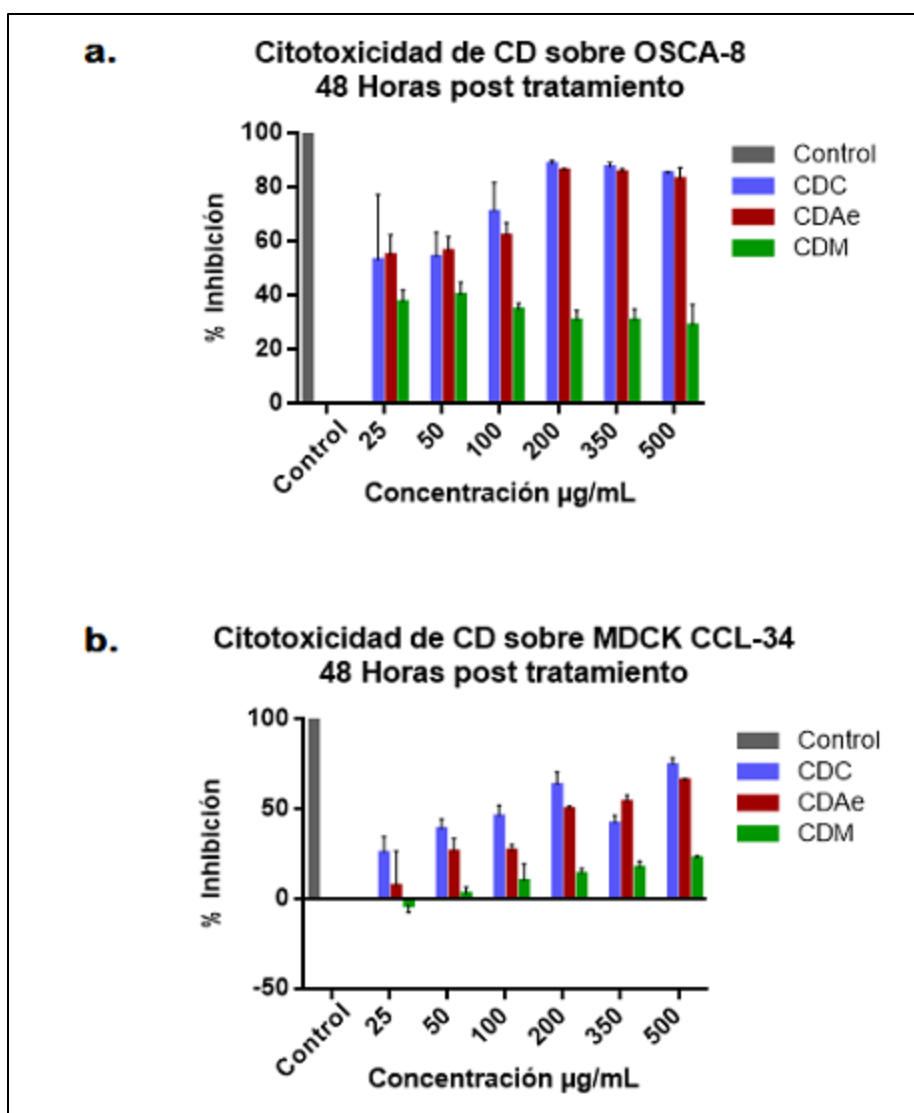 a.
Citotoxicidad de CD sobre OSCA-8
48 Horas post tratamiento
% Inhibición
100
80
60
40
20
0
Control
25
50
100
200
350
500
Concentración µg/mL
Control
CDC
CDAe
CDM
b.
Citotoxicidad de CD sobre MDCK CCL-34
48 Horas post tratamiento
% Inhibición
100
50
0
-50
Control
25
50
100
200
350
500
Concentración µg/mL
Control
CDC
CDAe
CDM